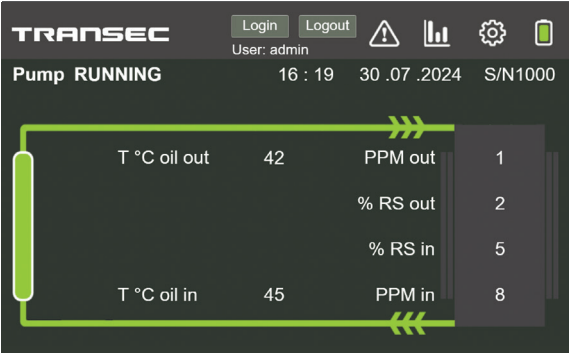 TRANSEC Login Logout
User: admin
Pump RUNNING 16 : 19 30 .07 .2024 S/N1000
T °C oil out 42 PPM out 1
% RS out 2
% RS in 5
T °C oil in 45 PPM in 8